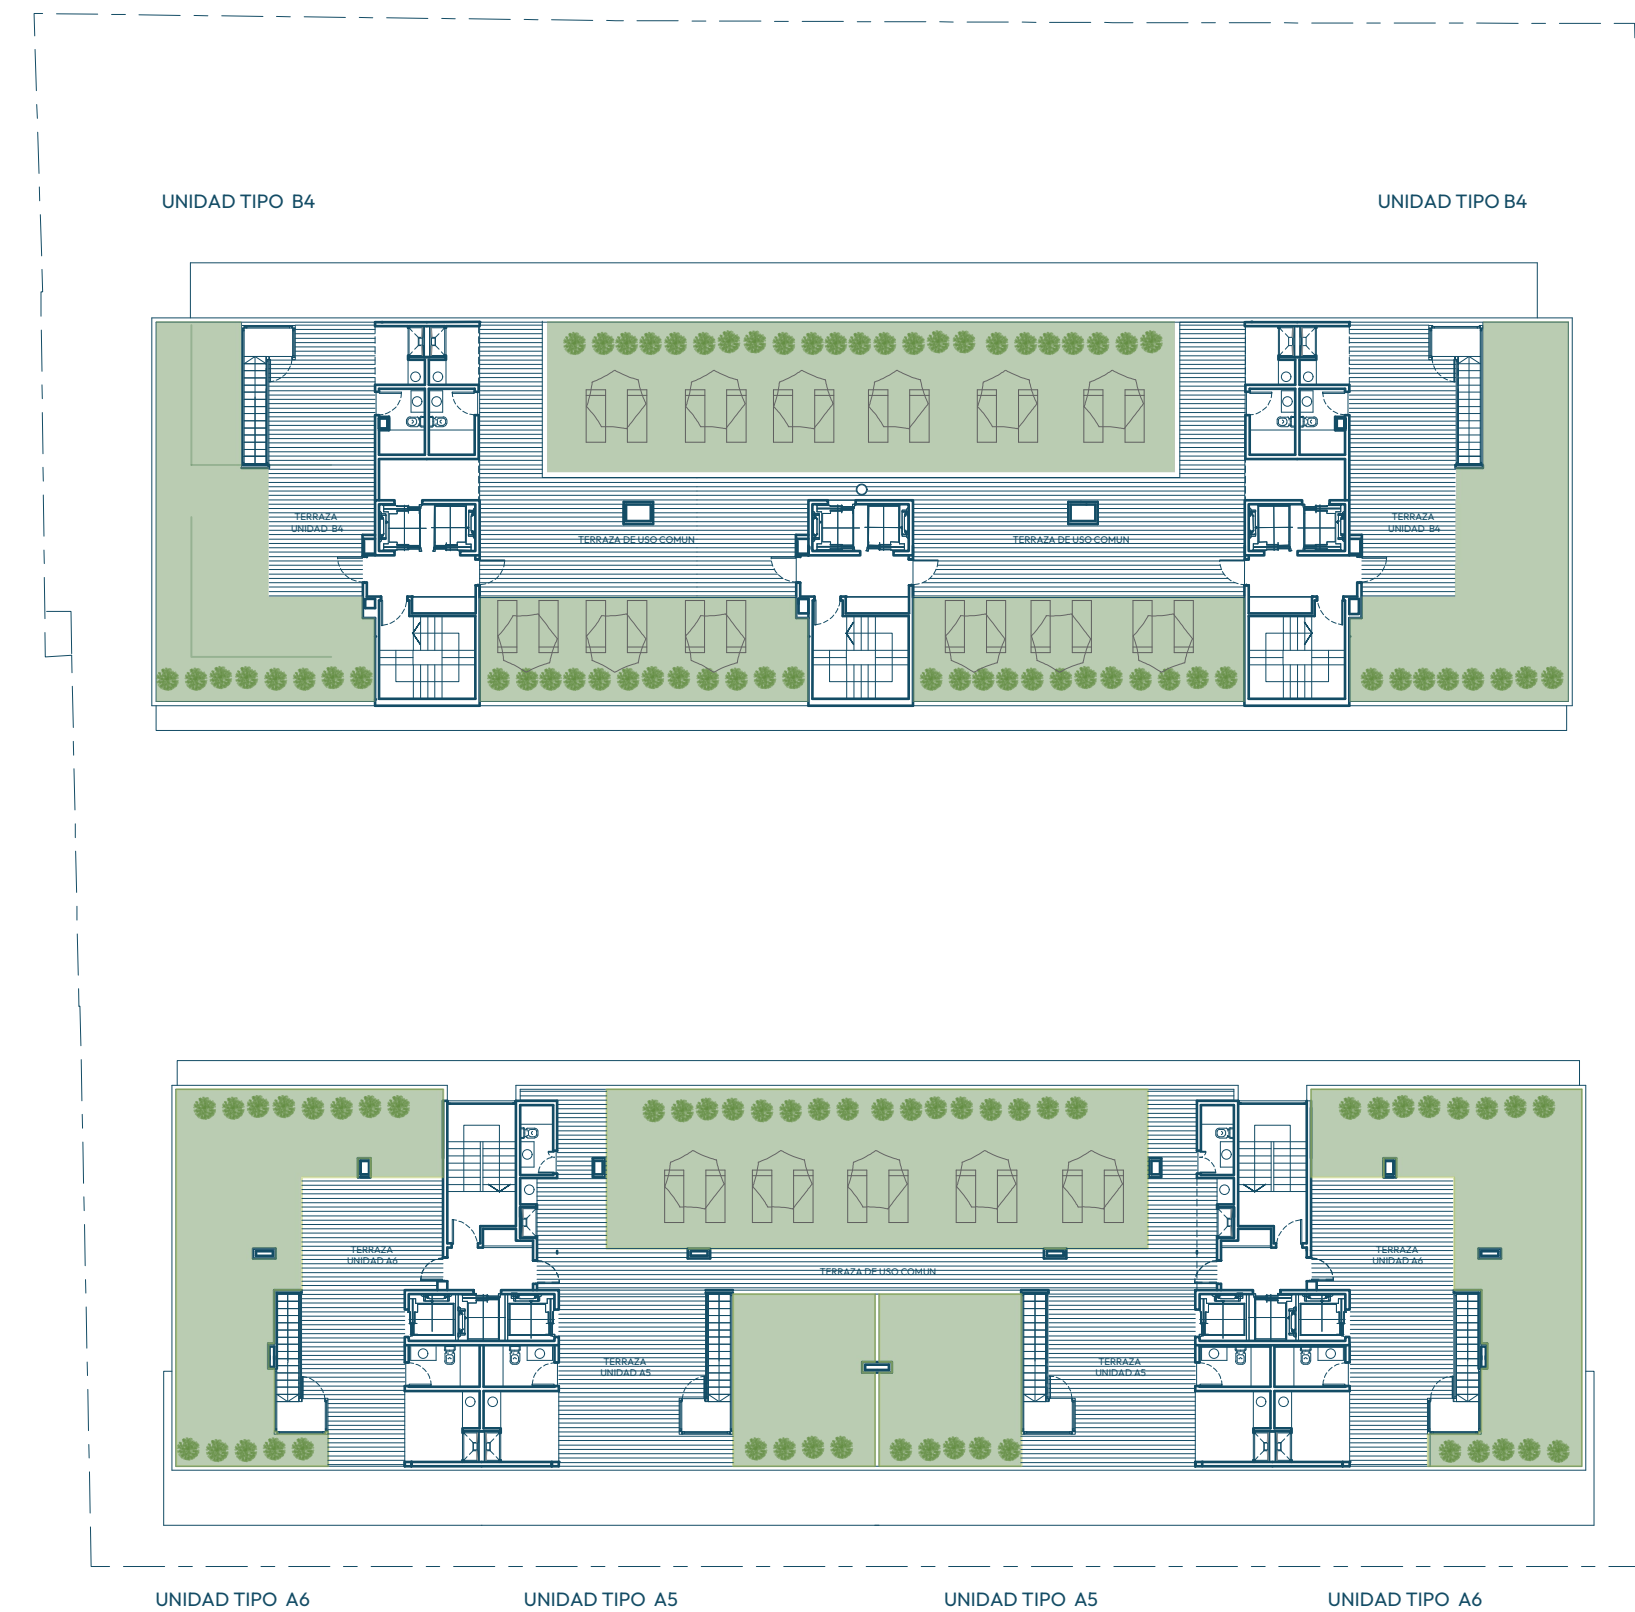 UNIDAD TIPO B4
UNIDAD TIPO B4
TERRAZA
UNIDAD B4
TERRAZA DE USO COMUN
TERRAZA DE USO COMUN
TERRAZA
UNIDAD B4
TERRAZA
UNIDAD A6
TERRAZA DE USO COMUN
TERRAZA
UNIDAD A6
TERRAZA
UNIDAD A5
TERRAZA
UNIDAD A5
UNIDAD TIPO A6
UNIDAD TIPO A5
UNIDAD TIPO A5
UNIDAD TIPO A6